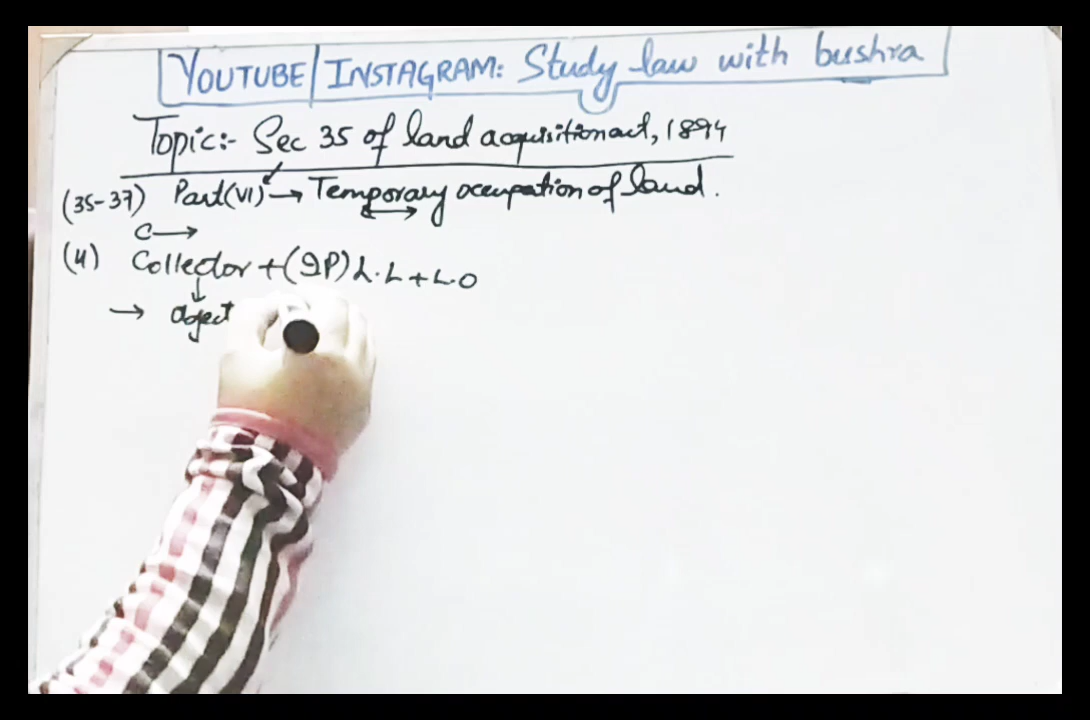 YOUTUBE/INSTAGRAM: Study law with bushra
Topic:- Sec 35 of land acquisition act, 1894
(35-37) Part(VI) → Temporary occupation of land.
C →
(4) Collector + (IP) L.L + L.O
→ object